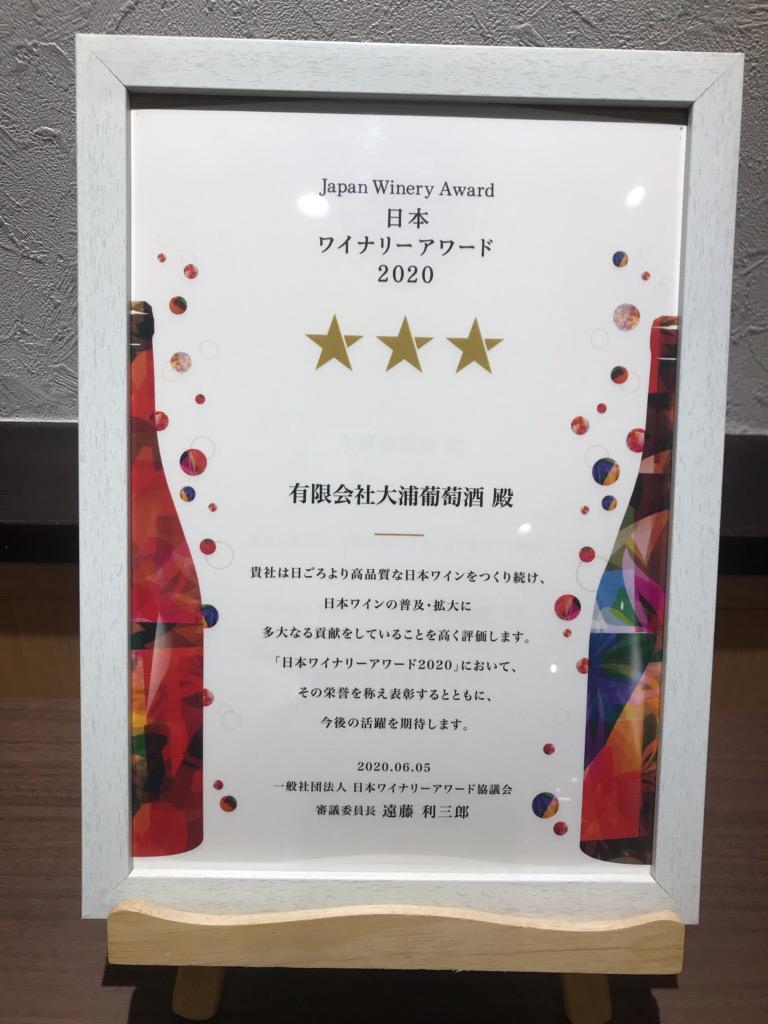 Japan Winery Award
日本
ワイナリーアワード
2020
有限会社大浦葡萄酒 殿
貴社は日ごろより高品質な日本ワインをつくり続け、
日本ワインの普及・拡大に
多大なる貢献をしていることを高く評価します。
「日本ワイナリーアワード2020」において、
その栄誉を称え表彰するとともに、
今後の活躍を期待します。
2020.06.05
一般社団法人 日本ワイナリーアワード協議会
審議委員長 遠藤 利三郎